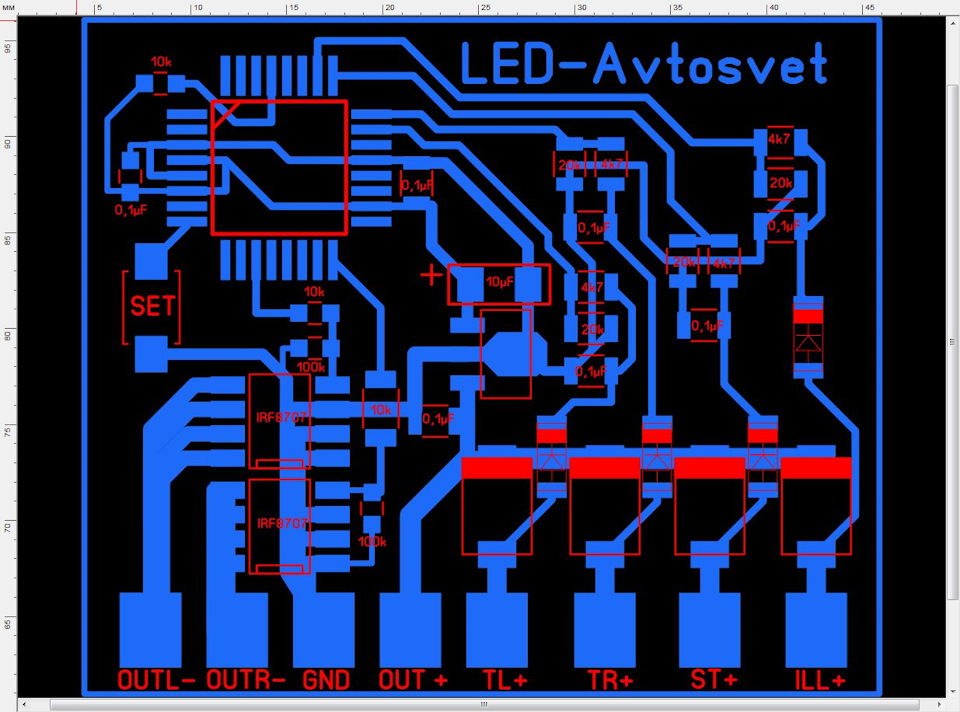 мм
5 10 15 20 25 30 35 40 45
95
LED-Avtosvet
10k
90
4k7
20k 4k7
20k
0,1µF
0,1µF
0,1µF
0,1µF
85
20k 4k7
+
10µF
4k7
SET
10k
0,1µF
20k
80
100k
0,1µF
10k
IRF8707
0,1µF
75
70
IRF8707
100k
65
OUTL- OUTR- GND OUT + TL+ TR+ ST+ ILL+